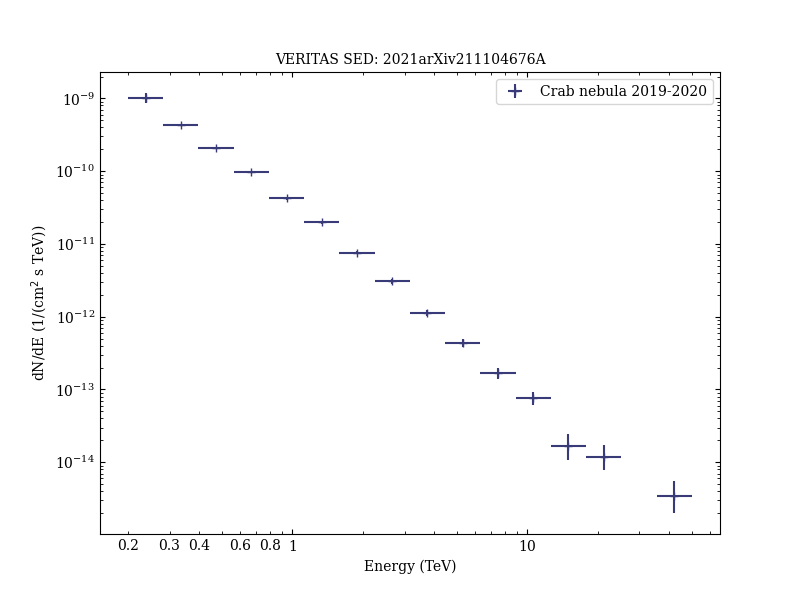 VERITAS SED: 2021arXiv211104676A
Crab nebula 2019-2020
dN/dE (1/(cm² s TeV))
10⁻⁹
10⁻¹⁰
10⁻¹¹
10⁻¹²
10⁻¹³
10⁻¹⁴
0.2 0.3 0.4 0.6 0.8 1 10
Energy (TeV)